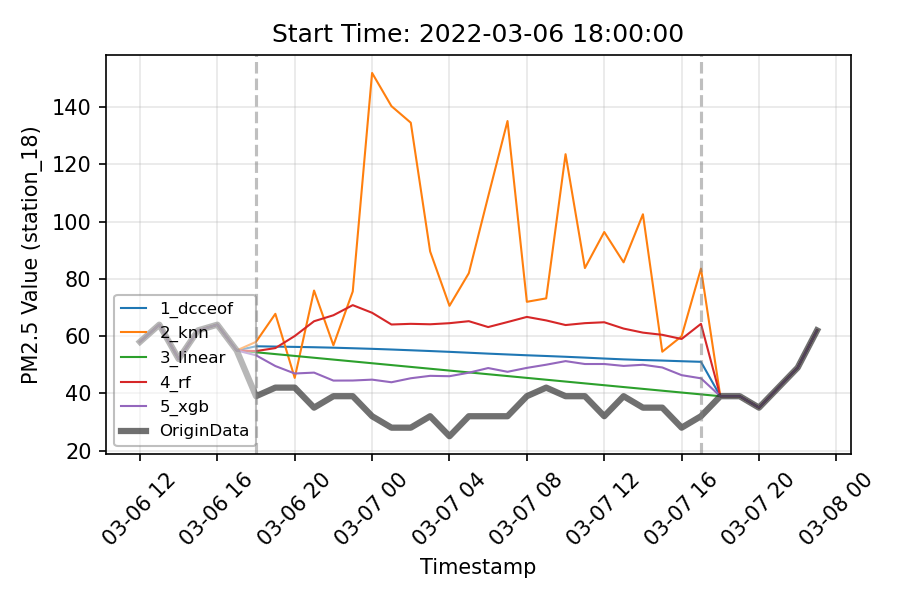 Start Time: 2022-03-06 18:00:00
PM2.5 Value (station_18)
140
120
100
80
60
40
20
1_dcceof
2_knn
3_linear
4_rf
5_xgb
OriginData
03-06 12
03-06 16
03-06 20
03-07 00
03-07 04
03-07 08
03-07 12
03-07 16
03-07 20
03-08 00
Timestamp